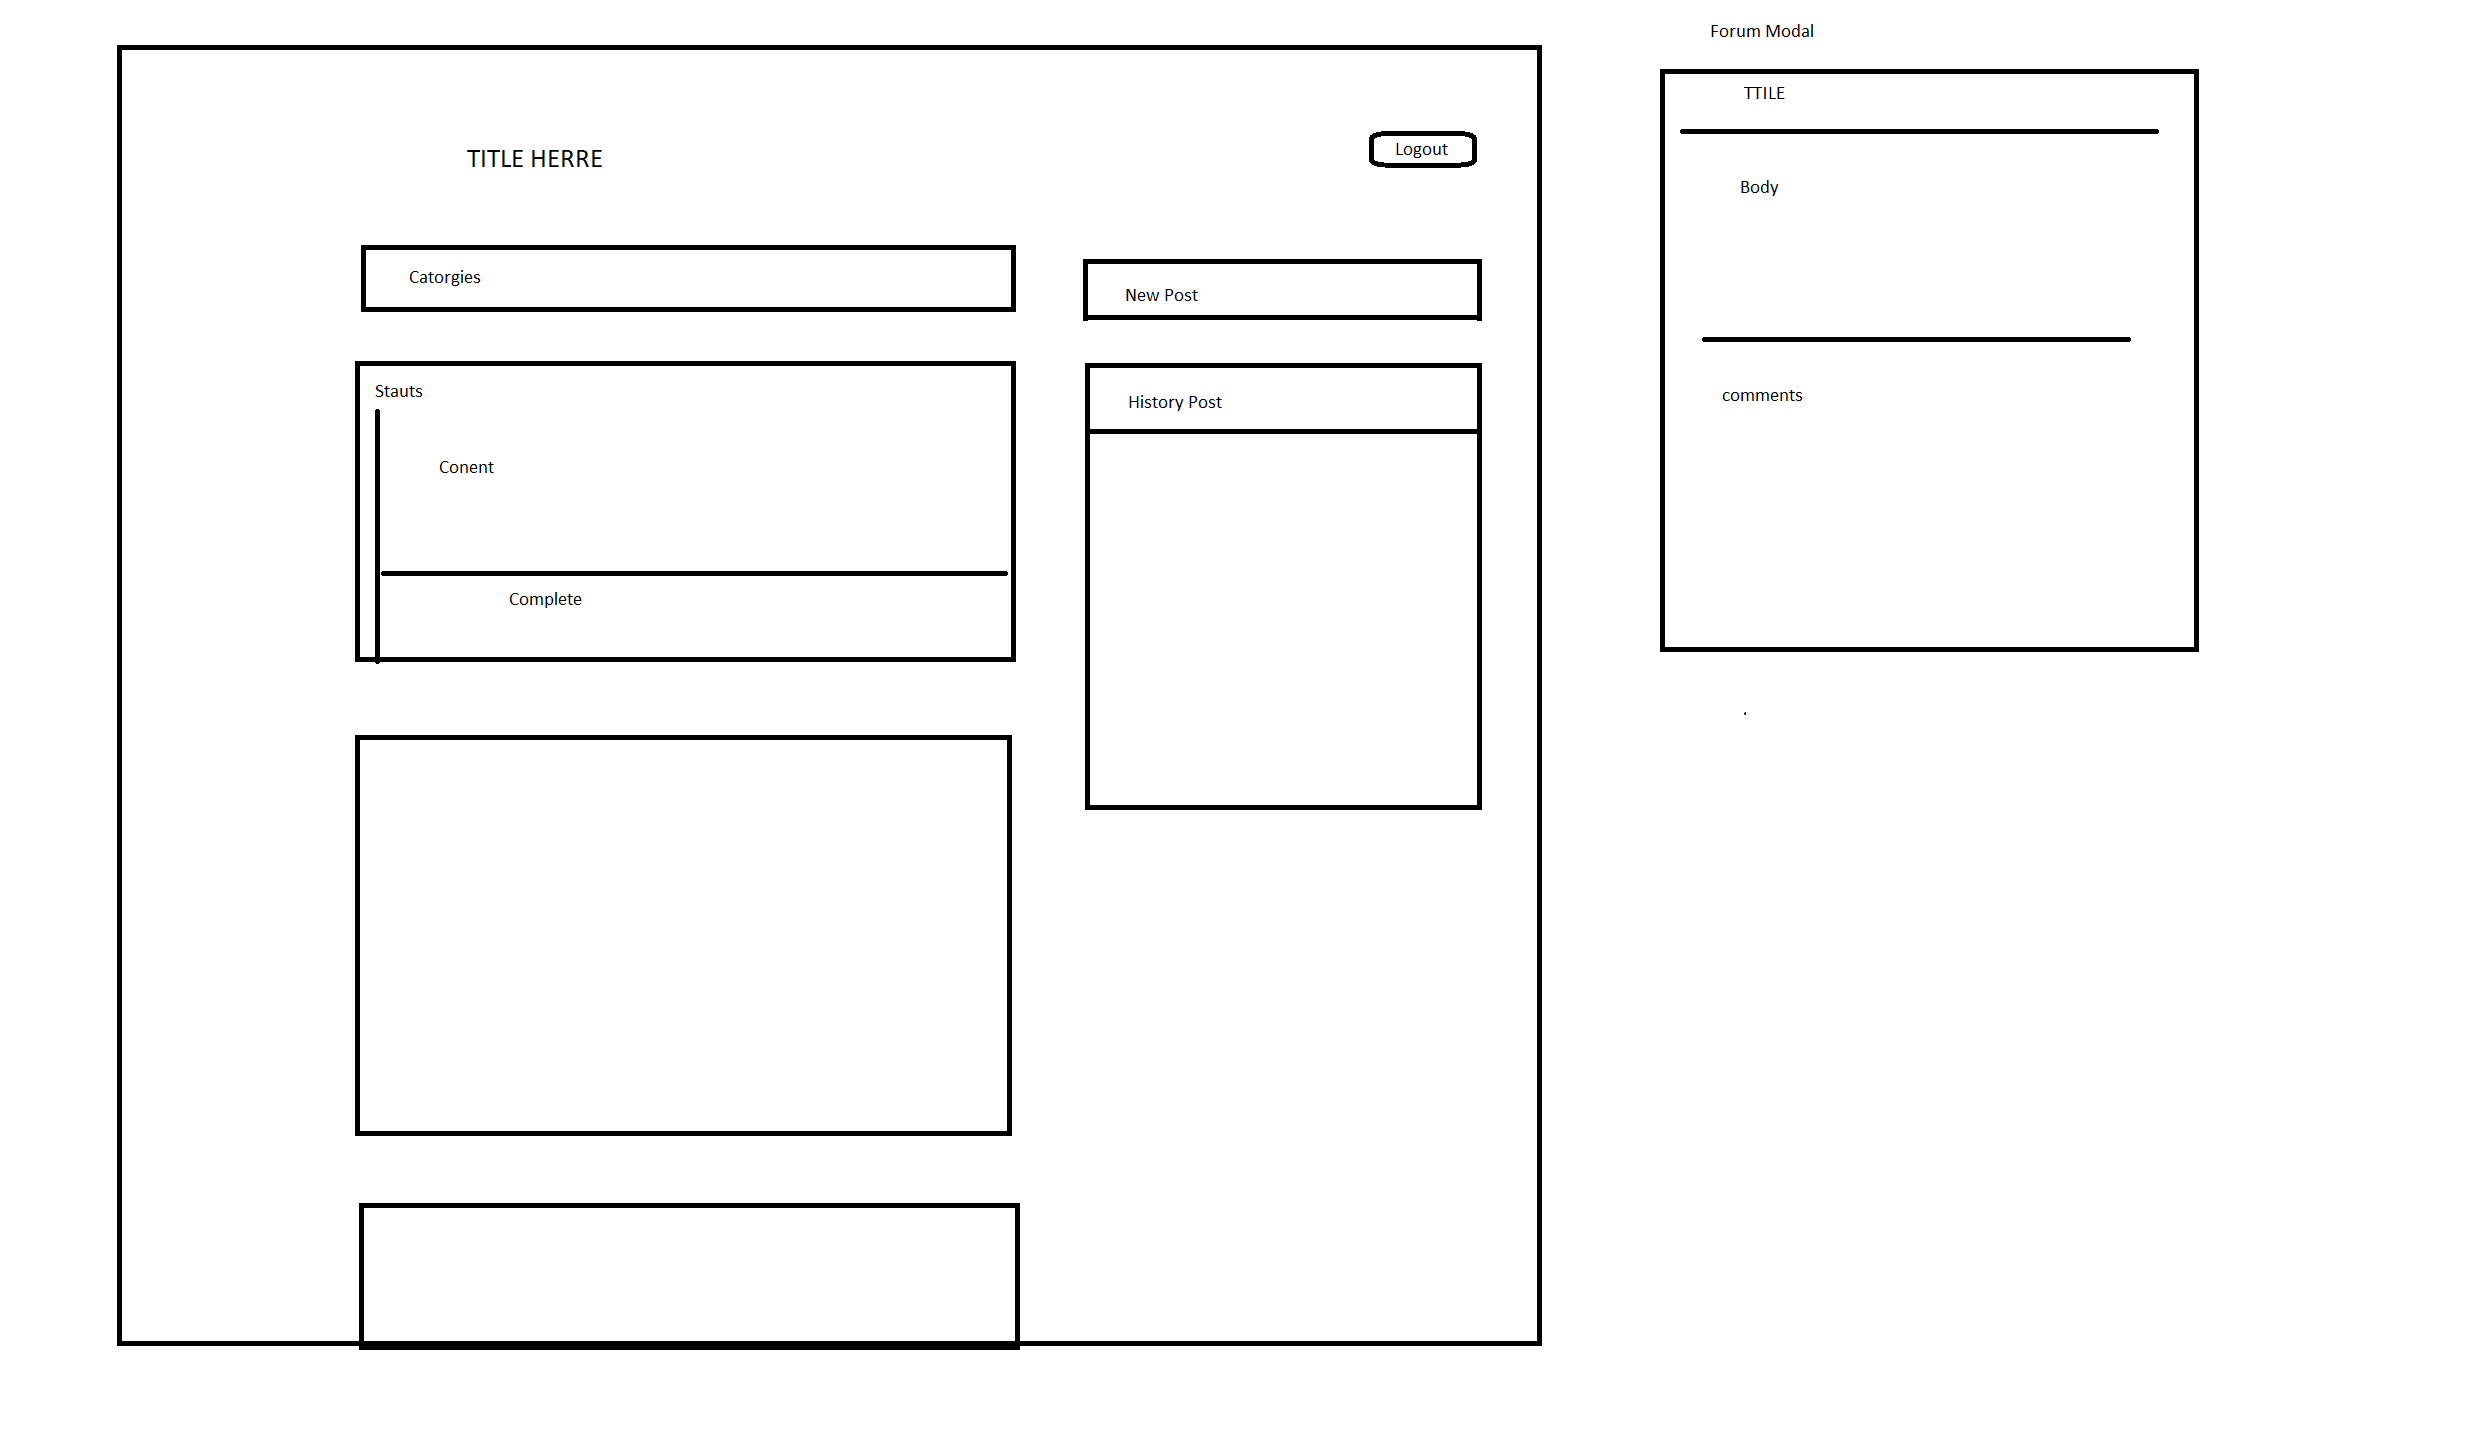 Forum Modal
TTILE
Body
comments
TITLE HERRE
Logout
Catorgies
New Post
Stauts
History Post
Conent
Complete